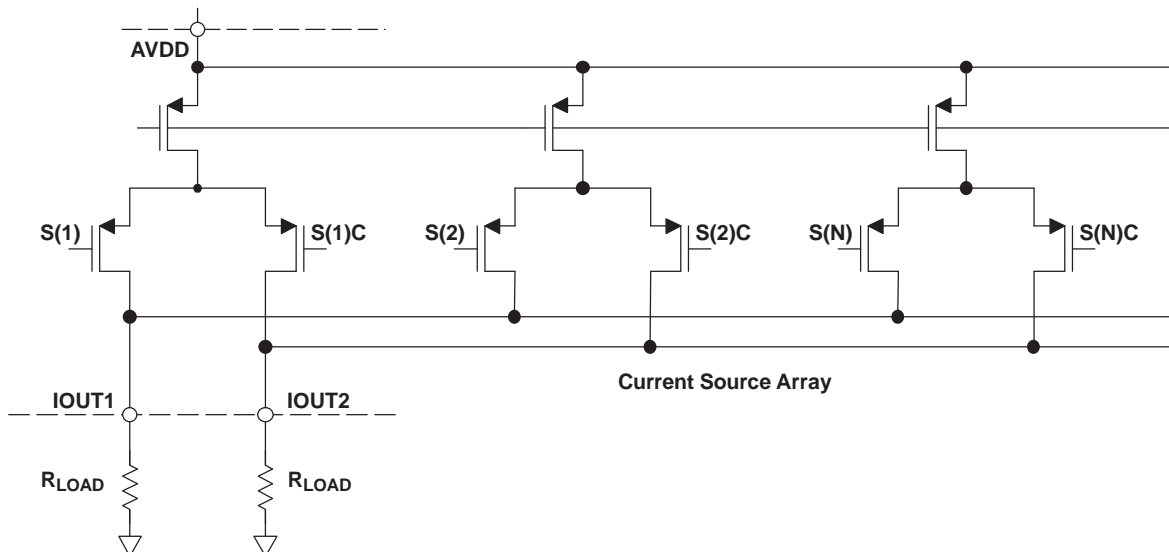 AVDD
S(1)
S(1)C
S(2)
S(2)C
S(N)
S(N)C
Current Source Array
IOUT1
IOUT2
RLOAD
RLOAD